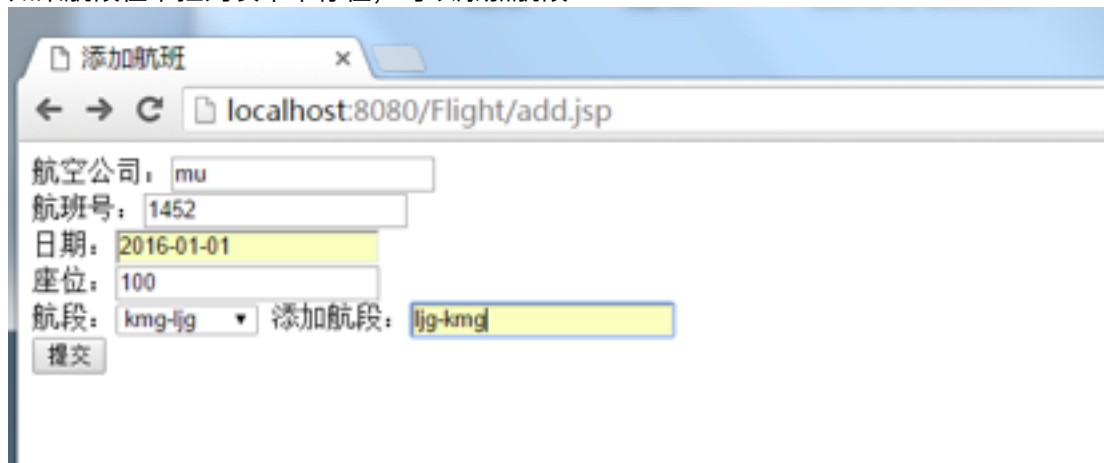 添加航班 ×
localhost:8080/Flight/add.jsp
航空公司：mu
航班号：1452
日期：2016-01-01
座位：100
航段：kmg-ljg 添加航段：ljg-kmg
提交